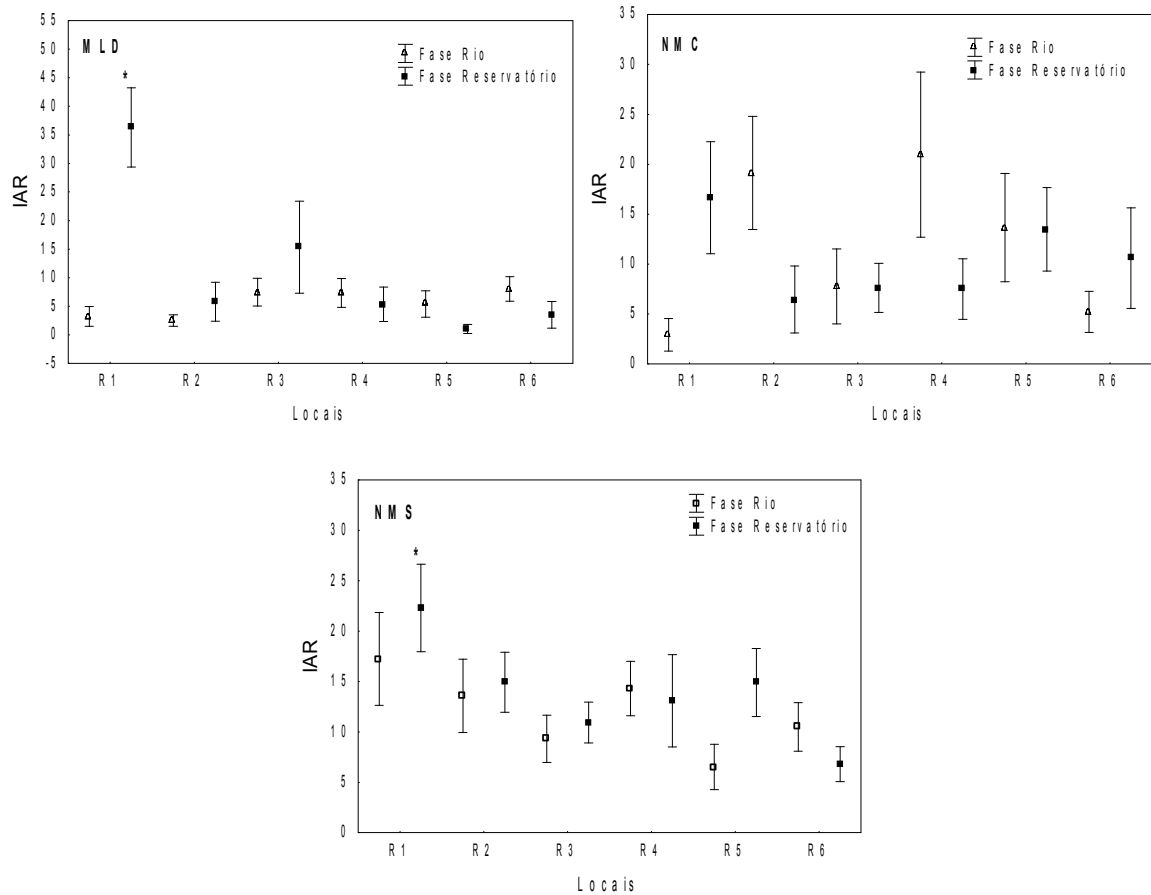 MLD
*
Fase Rio
Fase Reservatório
55
50
45
40
35
30
25
20
15
10
5
0
-5
IAR
R1 R2 R3 R4 R5 R6
Locais
NMC
Fase Rio
Fase Reservatório
35
30
25
20
15
10
5
0
IAR
R1 R2 R3 R4 R5 R6
Locais
NMS
*
Fase Rio
Fase Reservatório
35
30
25
20
15
10
5
0
IAR
R1 R2 R3 R4 R5 R6
Locais